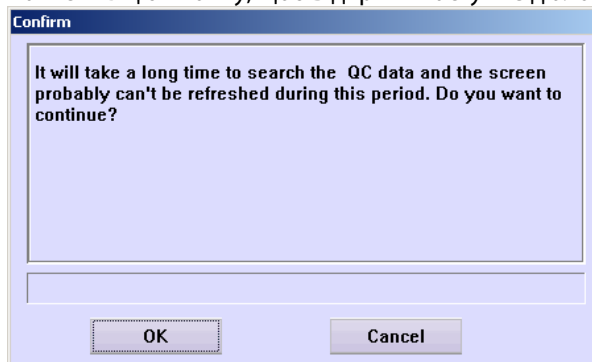 Confirm
It will take a long time to search the QC data and the screen
probably can't be refreshed during this period. Do you want to
continue?
OK
Cancel